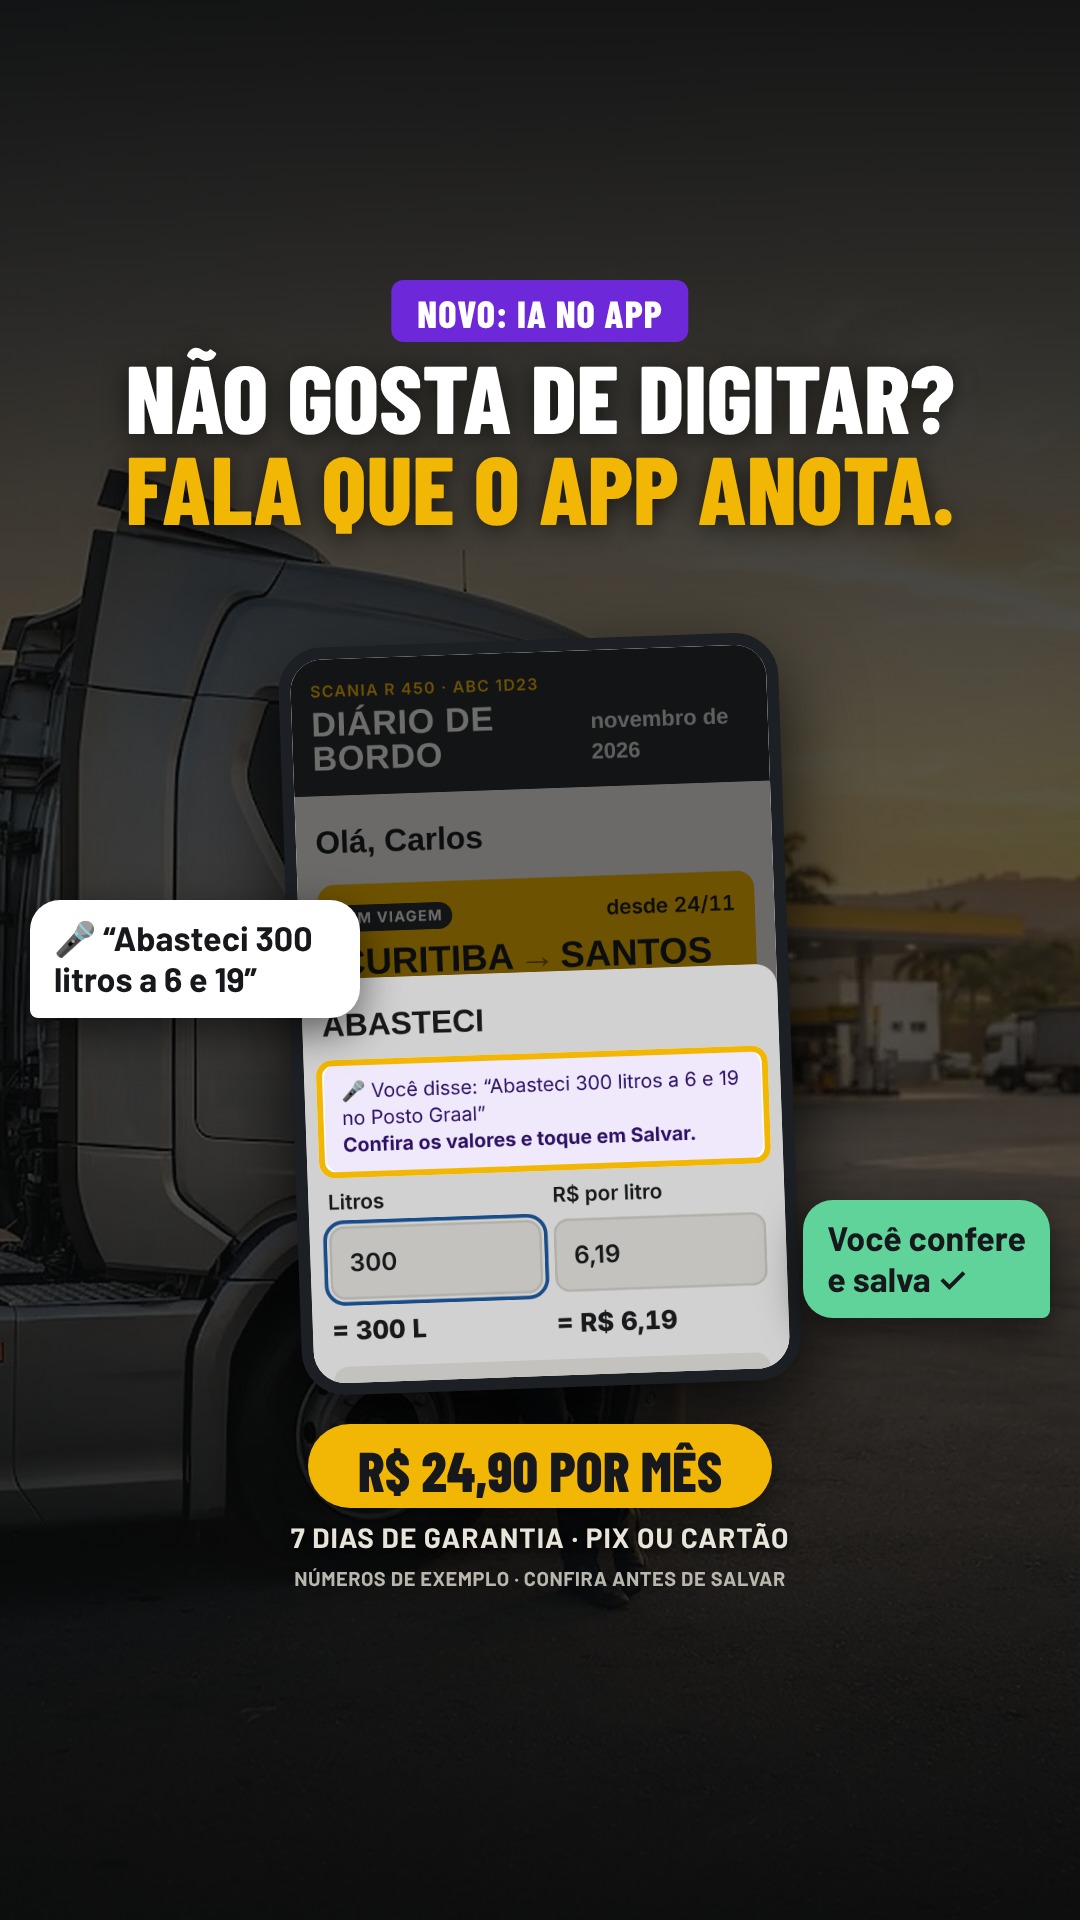 NOVO: IA NO APP
NÃO GOSTA DE DIGITAR?
FALA QUE O APP ANOTA.
SCANIA R 450 · ABC 1D23
DIÁRIO DE
BORDO
novembro de
2026
Olá, Carlos
M VIAGEM
desde 24/11
CURITIBA → SANTOS
🎤 “Abasteci 300
litros a 6 e 19”
ABASTECI
🎤 Você disse: “Abasteci 300 litros a 6 e 19
no Posto Graal”
Confira os valores e toque em Salvar.
Litros
R$ por litro
300
6,19
= 300 L
= R$ 6,19
Você confere
e salva ✓
R$ 24,90 POR MÊS
7 DIAS DE GARANTIA · PIX OU CARTÃO
NÚMEROS DE EXEMPLO · CONFIRA ANTES DE SALVAR